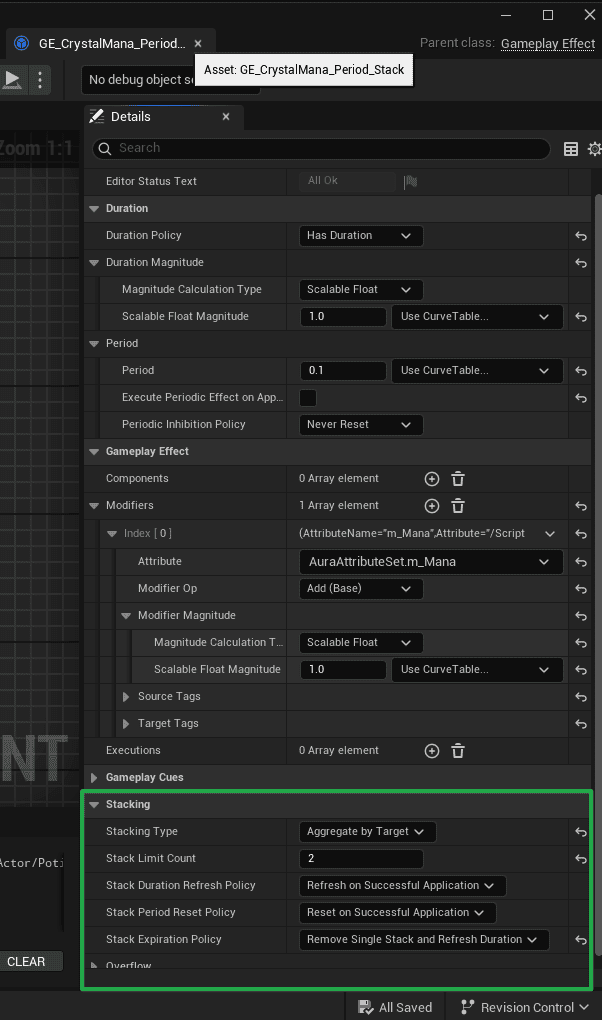 GE_CrystalMana_Period...
Parent class: Gameplay Effect
No debug object se
Asset: GE_CrystalMana_Period_Stack
Details
Zoom 1:1
Search
Editor Status Text All Ok
Duration
Duration Policy Has Duration
Duration Magnitude
Magnitude Calculation Type Scalable Float
Scalable Float Magnitude 1.0 Use CurveTable...
Period
Period 0.1 Use CurveTable...
Execute Periodic Effect on App...
Periodic Inhibition Policy Never Reset
Gameplay Effect
Components 0 Array element
Modifiers 1 Array element
Index [ 0 ] (AttributeName="m_Mana",Attribute="/Script
Attribute AuraAttributeSet.m_Mana
Modifier Op Add (Base)
Modifier Magnitude
Magnitude Calculation T... Scalable Float
Scalable Float Magnitude 1.0 Use CurveTable...
Source Tags
Target Tags
NT
Executions 0 Array element
Gameplay Cues
Stacking
Stacking Type Aggregate by Target
Stack Limit Count 2
Actor/Poti
Stack Duration Refresh Policy Refresh on Successful Application
Stack Period Reset Policy Reset on Successful Application
Stack Expiration Policy Remove Single Stack and Refresh Duration
CLEAR
Overflow
All Saved
Revision Control